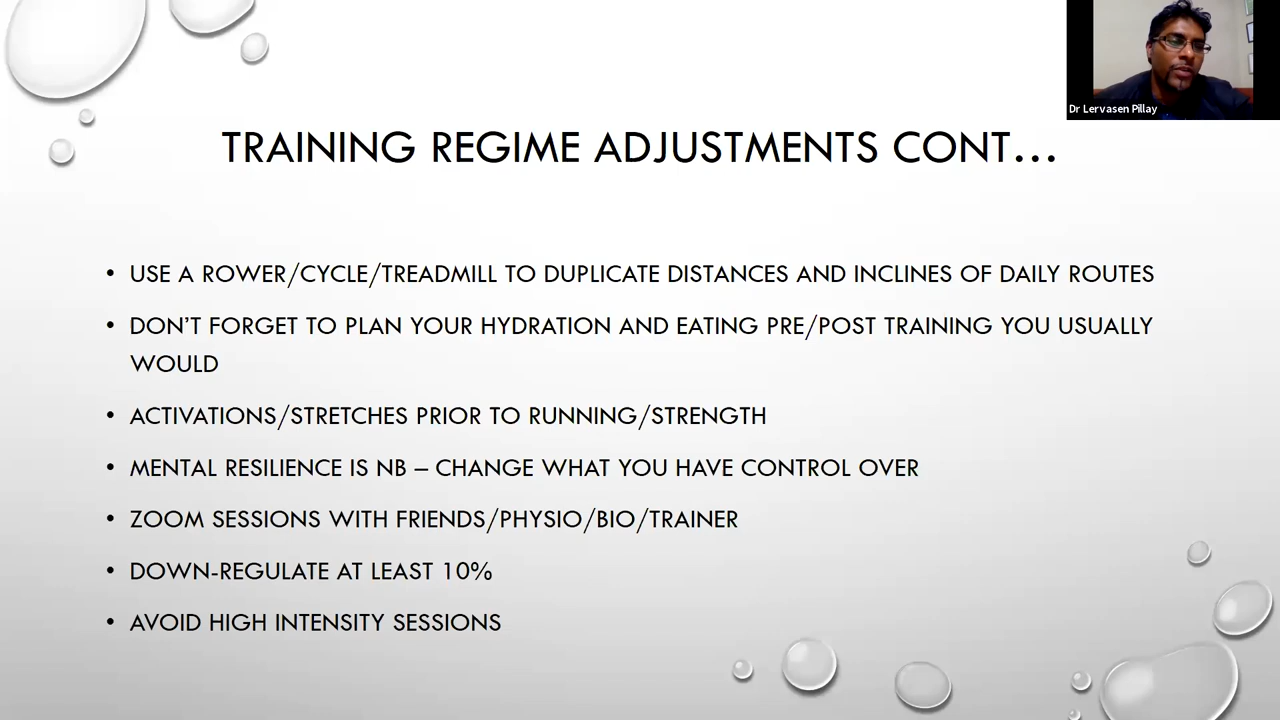 Dr Lervasen Pillay
TRAINING REGIME ADJUSTMENTS CONT...
• USE A ROWER/CYCLE/TREADMILL TO DUPLICATE DISTANCES AND INCLINES OF DAILY ROUTES
• DON'T FORGET TO PLAN YOUR HYDRATION AND EATING PRE/POST TRAINING YOU USUALLY
WOULD
• ACTIVATIONS/STRETCHES PRIOR TO RUNNING/STRENGTH
• MENTAL RESILIENCE IS NB – CHANGE WHAT YOU HAVE CONTROL OVER
• ZOOM SESSIONS WITH FRIENDS/PHYSIO/BIO/TRAINER
• DOWN-REGULATE AT LEAST 10%
• AVOID HIGH INTENSITY SESSIONS